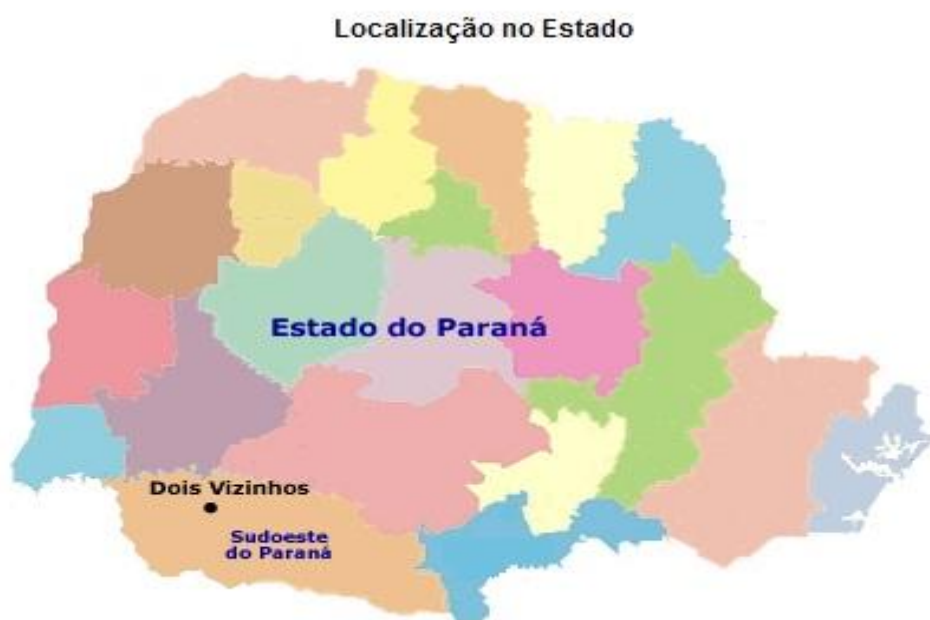 Localização no Estado
Estado do Paraná
Dois Vizinhos
Sudoeste
do Paraná